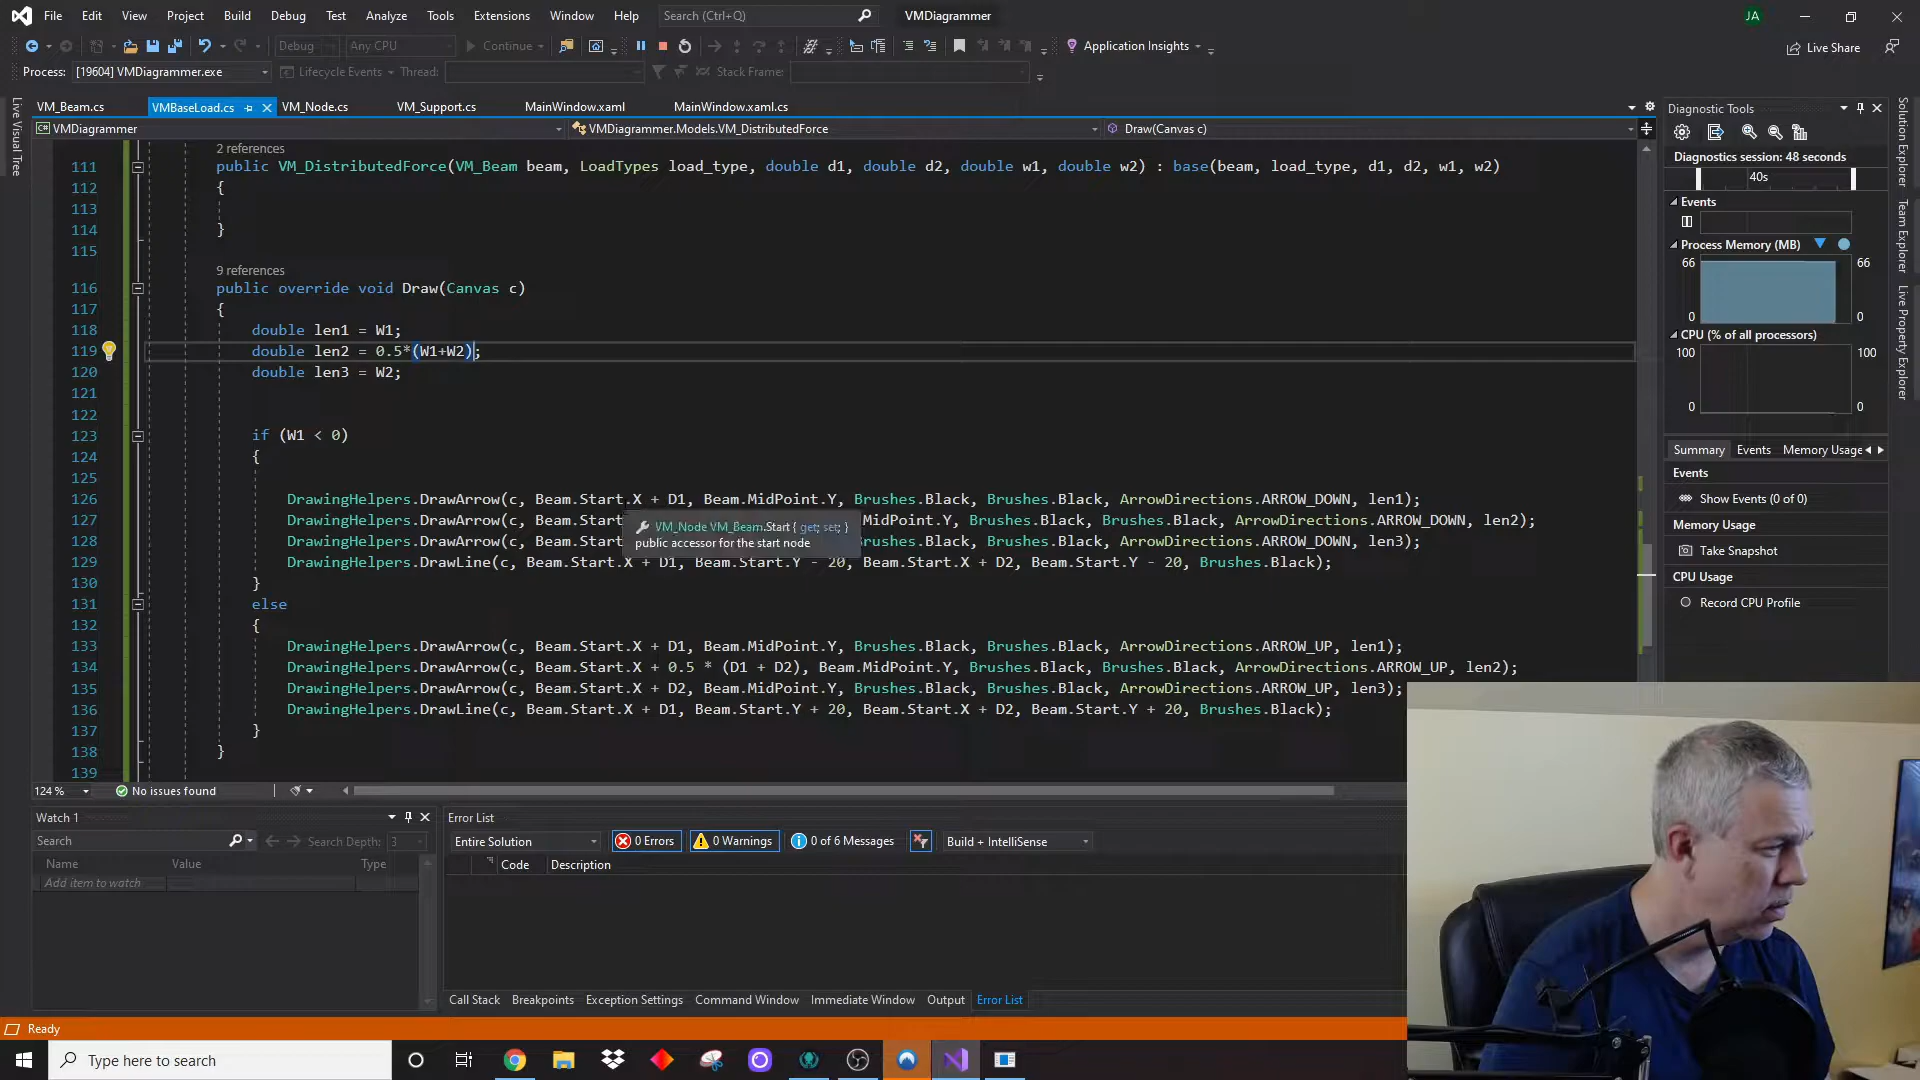 File Edit View Project Build Debug Test Analyze Tools Extensions Window Help Search (Ctrl+Q) VMDiagrammer JA
Debug Any CPU Continue Application Insights Live Share
Process: [19604] VMDiagrammer.exe Lifecycle Events Thread: Stack Frame:
VM_Beam.cs VMBaseLoad.cs VM_Node.cs VM_Support.cs MainWindow.xaml MainWindow.xaml.cs
VMDiagrammer VMDiagrammer.Models.VM_DistributedForce Draw(Canvas c)
2 references
111 public VM_DistributedForce(VM_Beam beam, LoadTypes load_type, double d1, double d2, double w1, double w2) : base(beam, load_type, d1, d2, w1, w2)
112 {
113
114 }
115
9 references
116 public override void Draw(Canvas c)
117 {
118 double len1 = W1;
119 double len2 = 0.5*(W1+W2);
120 double len3 = W2;
121
122
123 if (W1 < 0)
124 {
125
126 DrawingHelpers.DrawArrow(c, Beam.Start.X + D1, Beam.MidPoint.Y, Brushes.Black, Brushes.Black, ArrowDirections.ARROW_DOWN, len1);
127 DrawingHelpers.DrawArrow(c, Beam.Start MidPoint.Y, Brushes.Black, Brushes.Black, ArrowDirections.ARROW_DOWN, len2);
VM_Node VM_Beam.Start { get; set; }
public accessor for the start node
128 DrawingHelpers.DrawArrow(c, Beam.Start Brushes.Black, Brushes.Black, ArrowDirections.ARROW_DOWN, len3);
129 DrawingHelpers.DrawLine(c, Beam.Start.X + D1, Beam.Start.Y - 20, Beam.Start.X + D2, Beam.Start.Y - 20, Brushes.Black);
130 }
131 else
132 {
133 DrawingHelpers.DrawArrow(c, Beam.Start.X + D1, Beam.MidPoint.Y, Brushes.Black, Brushes.Black, ArrowDirections.ARROW_UP, len1);
134 DrawingHelpers.DrawArrow(c, Beam.Start.X + 0.5 * (D1 + D2), Beam.MidPoint.Y, Brushes.Black, Brushes.Black, ArrowDirections.ARROW_UP, len2);
135 DrawingHelpers.DrawArrow(c, Beam.Start.X + D2, Beam.MidPoint.Y, Brushes.Black, Brushes.Black, ArrowDirections.ARROW_UP, len3);
136 DrawingHelpers.DrawLine(c, Beam.Start.X + D1, Beam.Start.Y + 20, Beam.Start.X + D2, Beam.Start.Y + 20, Brushes.Black);
137 }
138 }
139
124 % No issues found
Live Visual Tree
Diagnostic Tools
Diagnostics session: 48 seconds
40s
Events
Process Memory (MB)
66 66
0 0
CPU (% of all processors)
100 100
0 0
Summary Events Memory Usage
Events
Show Events (0 of 0)
Memory Usage
Take Snapshot
CPU Usage
Record CPU Profile
Solution Explorer
Team Explorer
Live Property Explorer
Watch 1
Search Search Depth: 3
Name Value Type
Add item to watch
Error List
Entire Solution 0 Errors 0 Warnings 0 of 6 Messages Build + IntelliSense
Code Description
Call Stack Breakpoints Exception Settings Command Window Immediate Window Output Error List
Ready
Type here to search